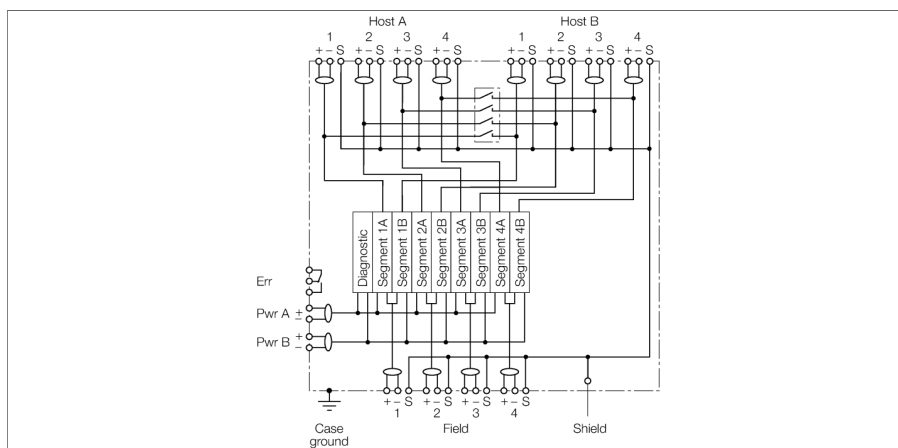 Host A
Host B
1 2 3 4 1 2 3 4
+ − S + − S + − S + − S + − S + − S + − S + − S
Diagnostic
Segment 1A
Segment 1B
Segment 2A
Segment 2B
Segment 3A
Segment 3B
Segment 4A
Segment 4B
Err
Pwr A + −
Pwr B + −
+ − S + − S + − S + − S
1 2 3 4
Case ground
Field
Shield